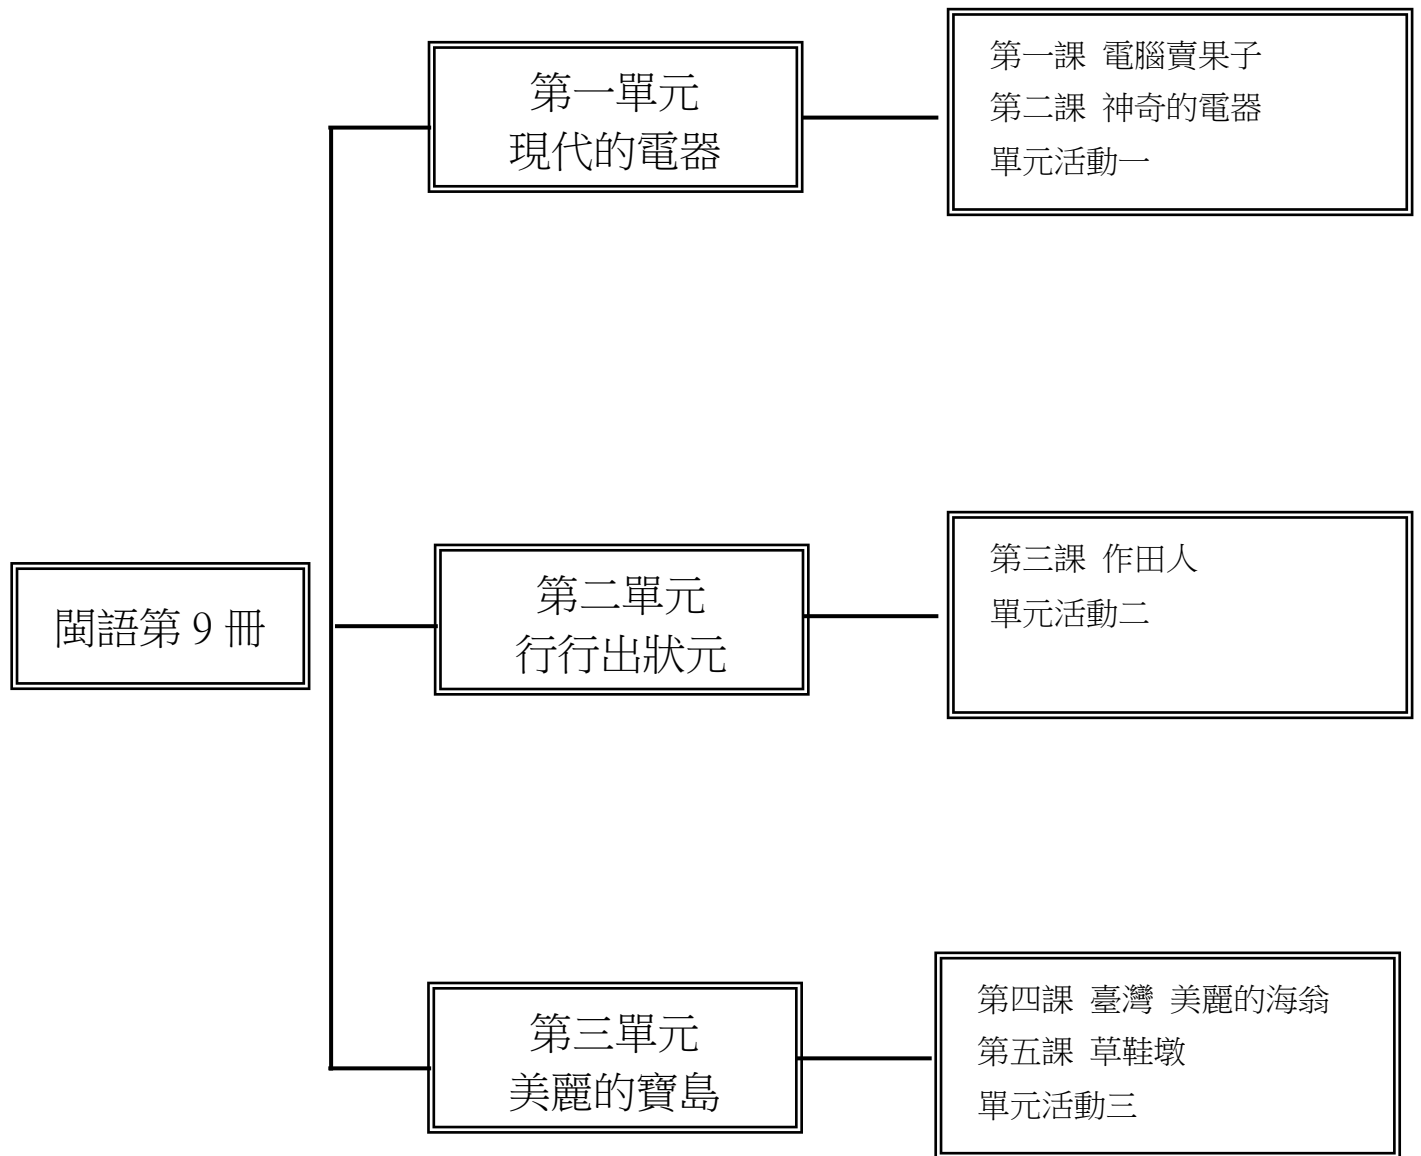 第一單元
現代的電器
第一課 電腦賣果子
第二課 神奇的電器
單元活動一
閩語第 9 冊
第二單元
行行出狀元
第三課 作田人
單元活動二
第三單元
美麗的寶島
第四課 臺灣 美麗的海翁
第五課 草鞋墩
單元活動三